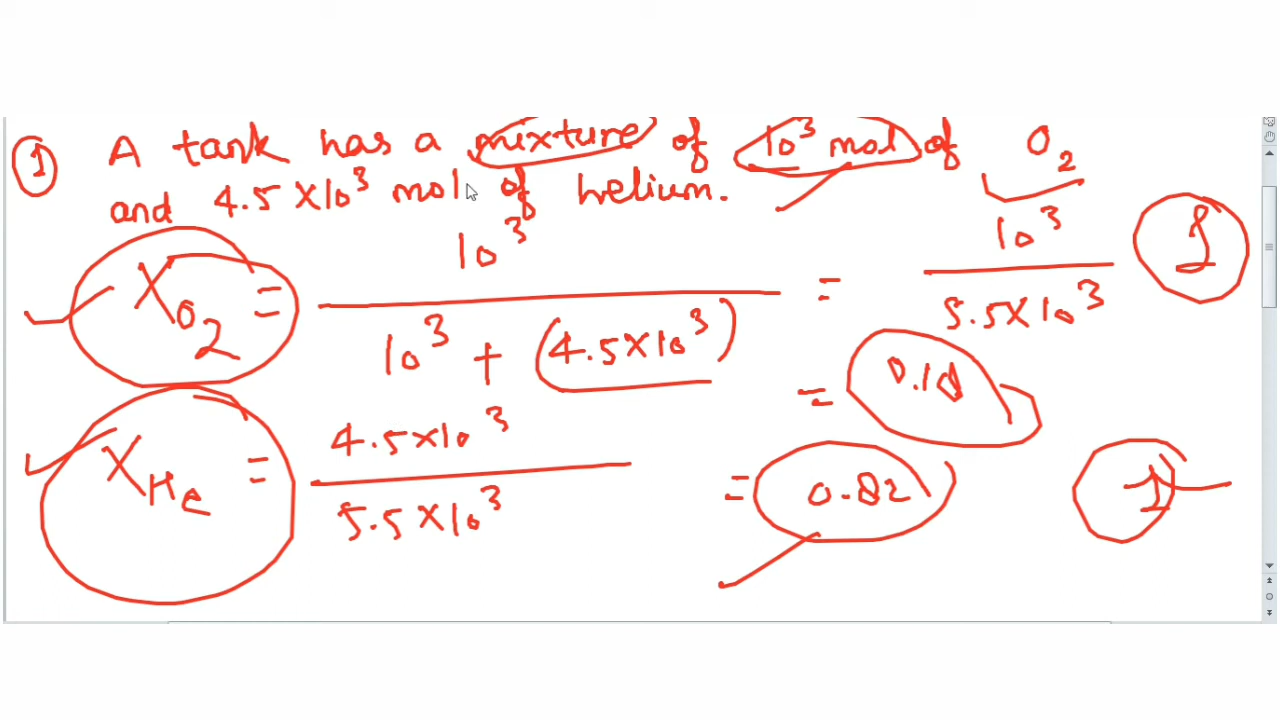 1 A tank has a mixture of 10³ mol of O₂
and 4.5×10³ mol of helium.
X_O₂ = 10³ / 10³ + (4.5×10³) = 10³ / 5.5×10³
= 0.18
X_He = 4.5×10³ / 5.5×10³ = 0.82